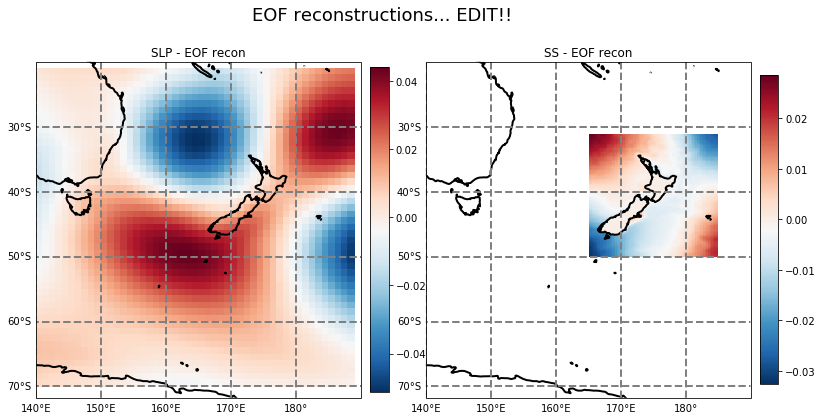 EOF reconstructions... EDIT!!
SLP - EOF recon
SS - EOF recon
30°S
40°S
50°S
60°S
70°S
140°E
150°E
160°E
170°E
180°
0.04
0.02
0.00
−0.02
−0.04
30°S
40°S
50°S
60°S
70°S
140°E
150°E
160°E
170°E
180°
0.02
0.01
0.00
−0.01
−0.02
−0.03